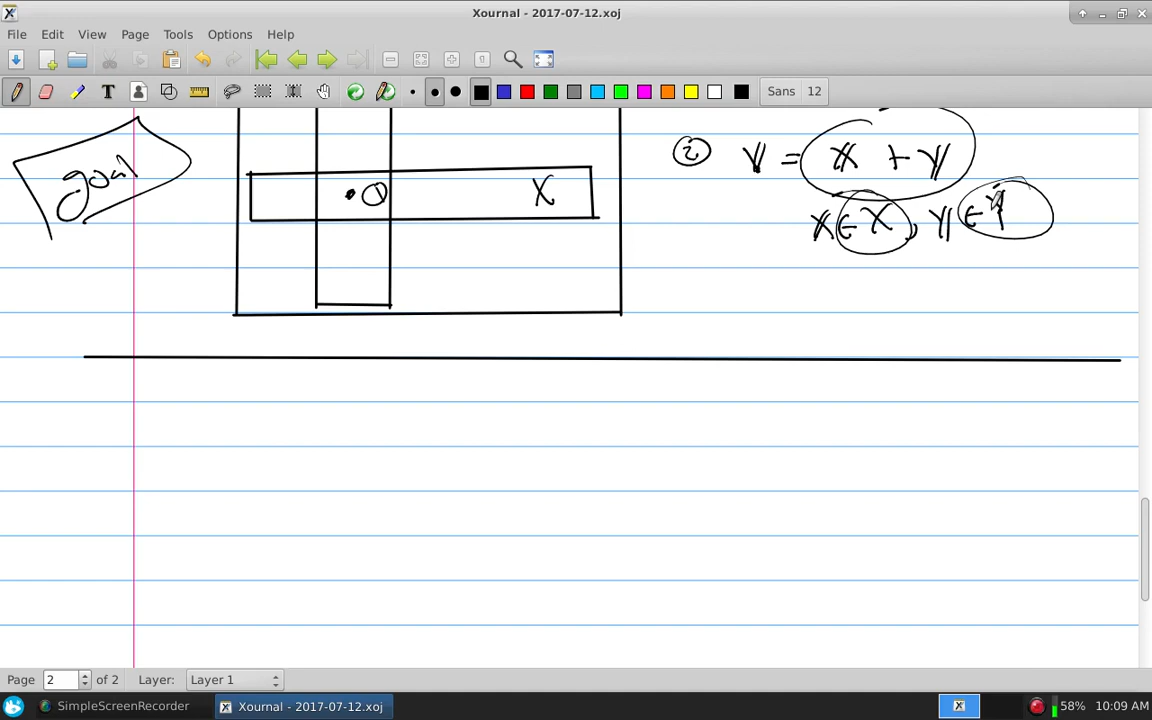 Xournal - 2017-07-12.xoj
File Edit View Page Tools Options Help
Sans 12
goal
② V = X + Y
• O X
X ∈ X, Y ∈ Y
Page 2 of 2 Layer: Layer 1
SimpleScreenRecorder Xournal - 2017-07-12.xoj 58% 10:09 AM